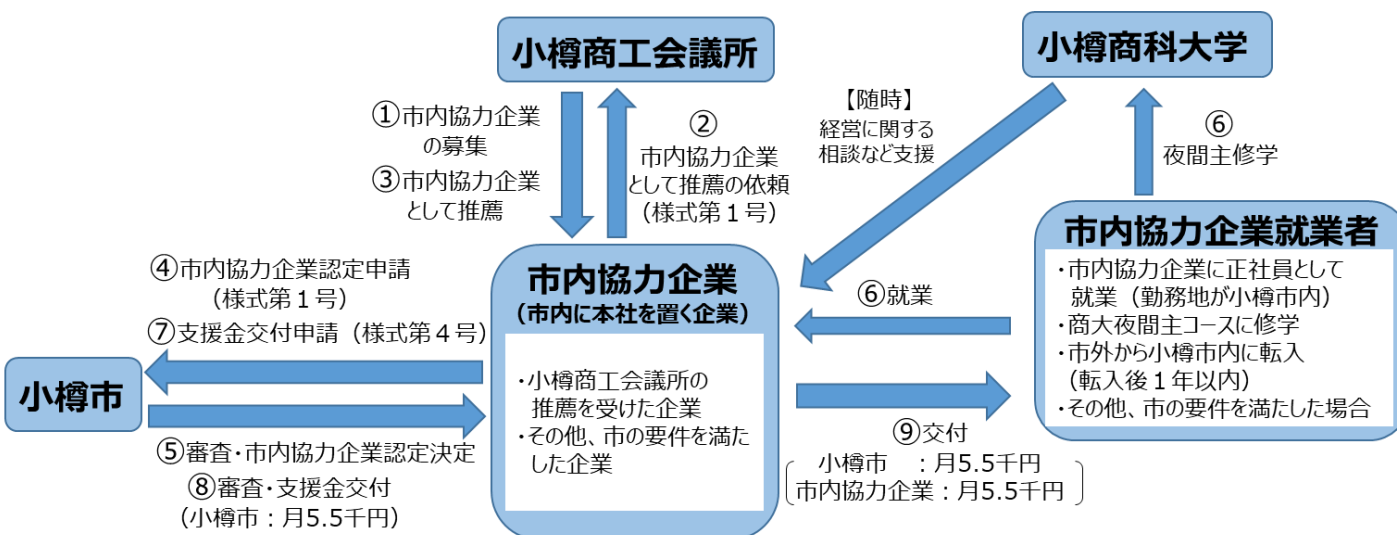 小樽商工会議所
小樽商科大学
①市内協力企業
の募集
③市内協力企業
として推薦
②
市内協力企業
として推薦の依頼
（様式第１号）
【随時】
経営に関する
相談など支援
⑥
夜間主修学
市内協力企業就業者
・市内協力企業に正社員として
就業（勤務地が小樽市内）
・商大夜間主コースに修学
・市外から小樽市内に転入
（転入後１年以内）
・その他、市の要件を満たした場合
④市内協力企業認定申請
（様式第１号）
⑦支援金交付申請（様式第４号）
小樽市
⑤審査・市内協力企業認定決定
⑧審査・支援金交付
（小樽市：月5.5千円）
市内協力企業
（市内に本社を置く企業）
・小樽商工会議所の
推薦を受けた企業
・その他、市の要件を満た
した企業
⑥就業
⑨交付
小樽市　：月5.5千円
市内協力企業：月5.5千円